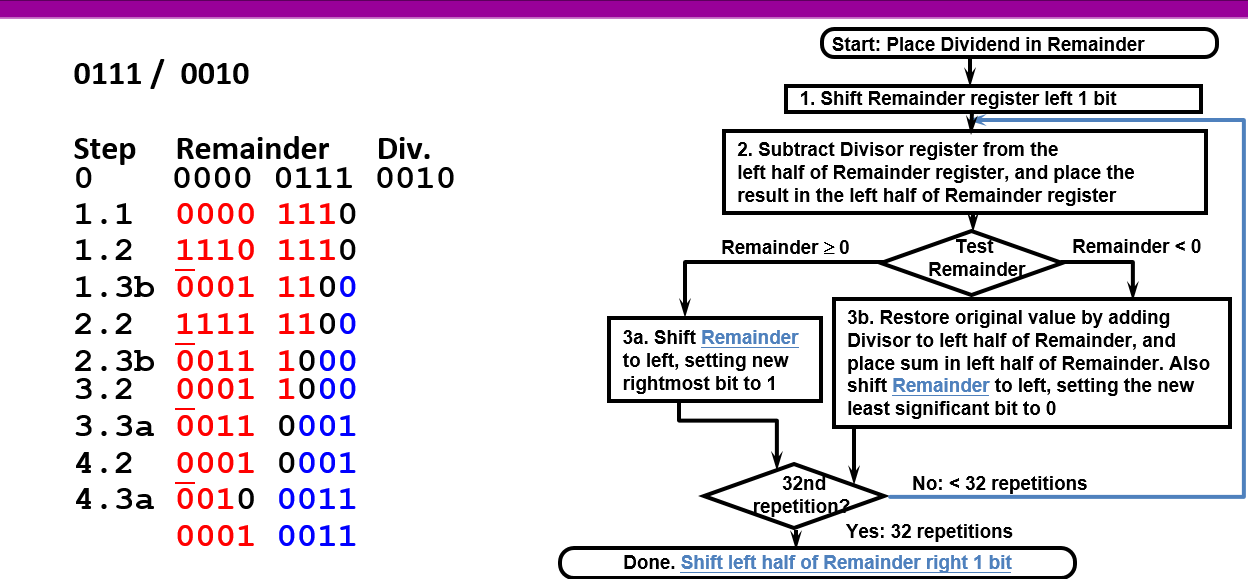 0111 / 0010
Step Remainder Div.
0 0000 0111 0010
1.1 0000 1110
1.2 1110 1110
1.3b 0001 1100
2.2 1111 1100
2.3b 0011 1000
3.2 0001 1000
3.3a 0011 0001
4.2 0001 0001
4.3a 0010 0011
0001 0011
Start: Place Dividend in Remainder
1. Shift Remainder register left 1 bit
2. Subtract Divisor register from the
left half of Remainder register, and place the
result in the left half of Remainder register
Remainder ≥ 0
Test
Remainder
Remainder < 0
3a. Shift Remainder
to left, setting new
rightmost bit to 1
3b. Restore original value by adding
Divisor to left half of Remainder, and
place sum in left half of Remainder. Also
shift Remainder to left, setting the new
least significant bit to 0
32nd
repetition?
No: < 32 repetitions
Yes: 32 repetitions
Done. Shift left half of Remainder right 1 bit